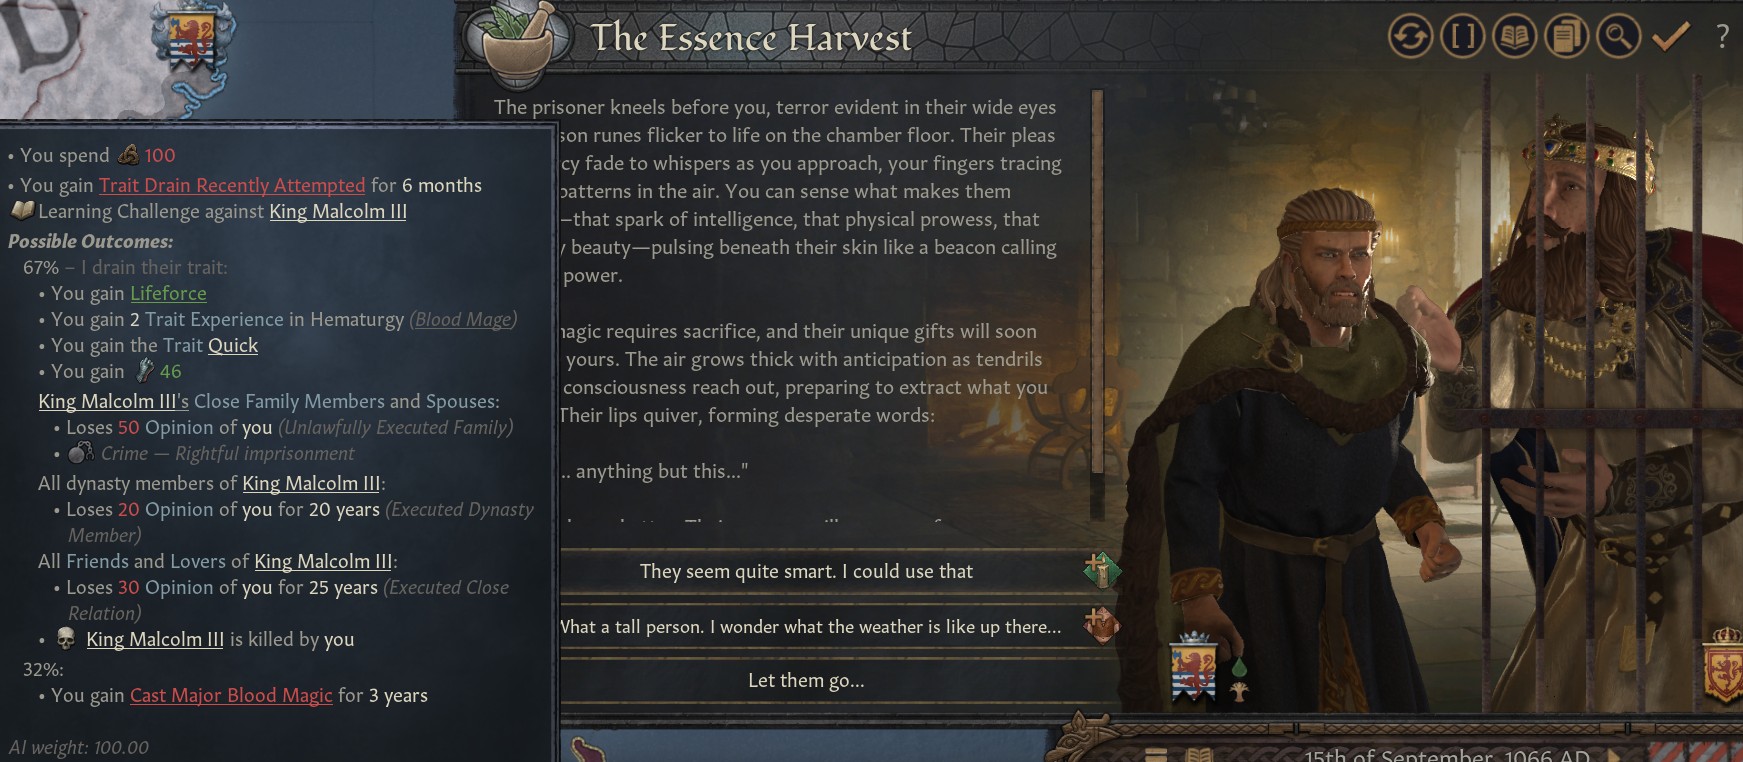 The Essence Harvest
?
The prisoner kneels before you, terror evident in their wide eyes
son runes flicker to life on the chamber floor. Their pleas
cy fade to whispers as you approach, your fingers tracing
patterns in the air. You can sense what makes them
—that spark of intelligence, that physical prowess, that
y beauty—pulsing beneath their skin like a beacon calling
power.
magic requires sacrifice, and their unique gifts will soon
yours. The air grows thick with anticipation as tendrils
consciousness reach out, preparing to extract what you
Their lips quiver, forming desperate words:
.. anything but this..."
They seem quite smart. I could use that
What a tall person. I wonder what the weather is like up there...
Let them go...
• You spend 100
• You gain Trait Drain Recently Attempted for 6 months
Learning Challenge against King Malcolm III
Possible Outcomes:
67% – I drain their trait:
• You gain Lifeforce
• You gain 2 Trait Experience in Hematurgy (Blood Mage)
• You gain the Trait Quick
• You gain 46
King Malcolm III's Close Family Members and Spouses:
• Loses 50 Opinion of you (Unlawfully Executed Family)
• Crime — Rightful imprisonment
All dynasty members of King Malcolm III:
• Loses 20 Opinion of you for 20 years (Executed Dynasty
Member)
All Friends and Lovers of King Malcolm III:
• Loses 30 Opinion of you for 25 years (Executed Close
Relation)
• King Malcolm III is killed by you
32%:
• You gain Cast Major Blood Magic for 3 years
AI weight: 100.00
15th of September, 1066 AD